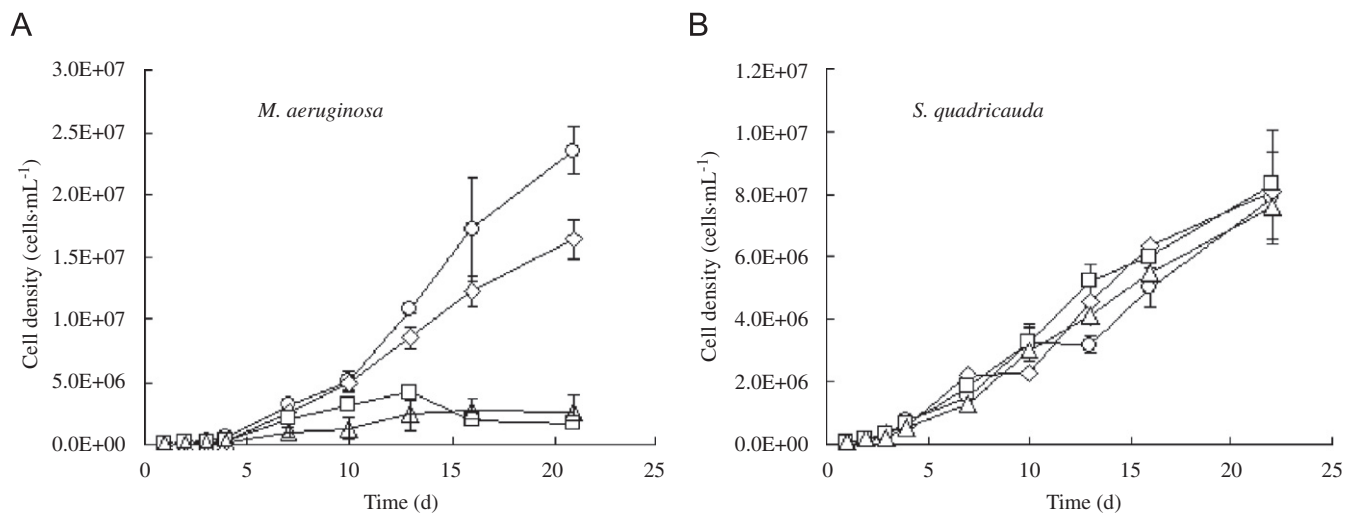 A
3.0E+07
2.5E+07
2.0E+07
1.5E+07
1.0E+07
5.0E+06
0.0E+00
Cell density (cells·mL-1)
M. aeruginosa
0 5 10 15 20 25
Time (d)
B
1.2E+07
1.0E+07
8.0E+07
6.0E+06
4.0E+06
2.0E+06
0.0E+00
Cell density (cells·mL-1)
S. quadricauda
0 5 10 15 20 25
Time (d)